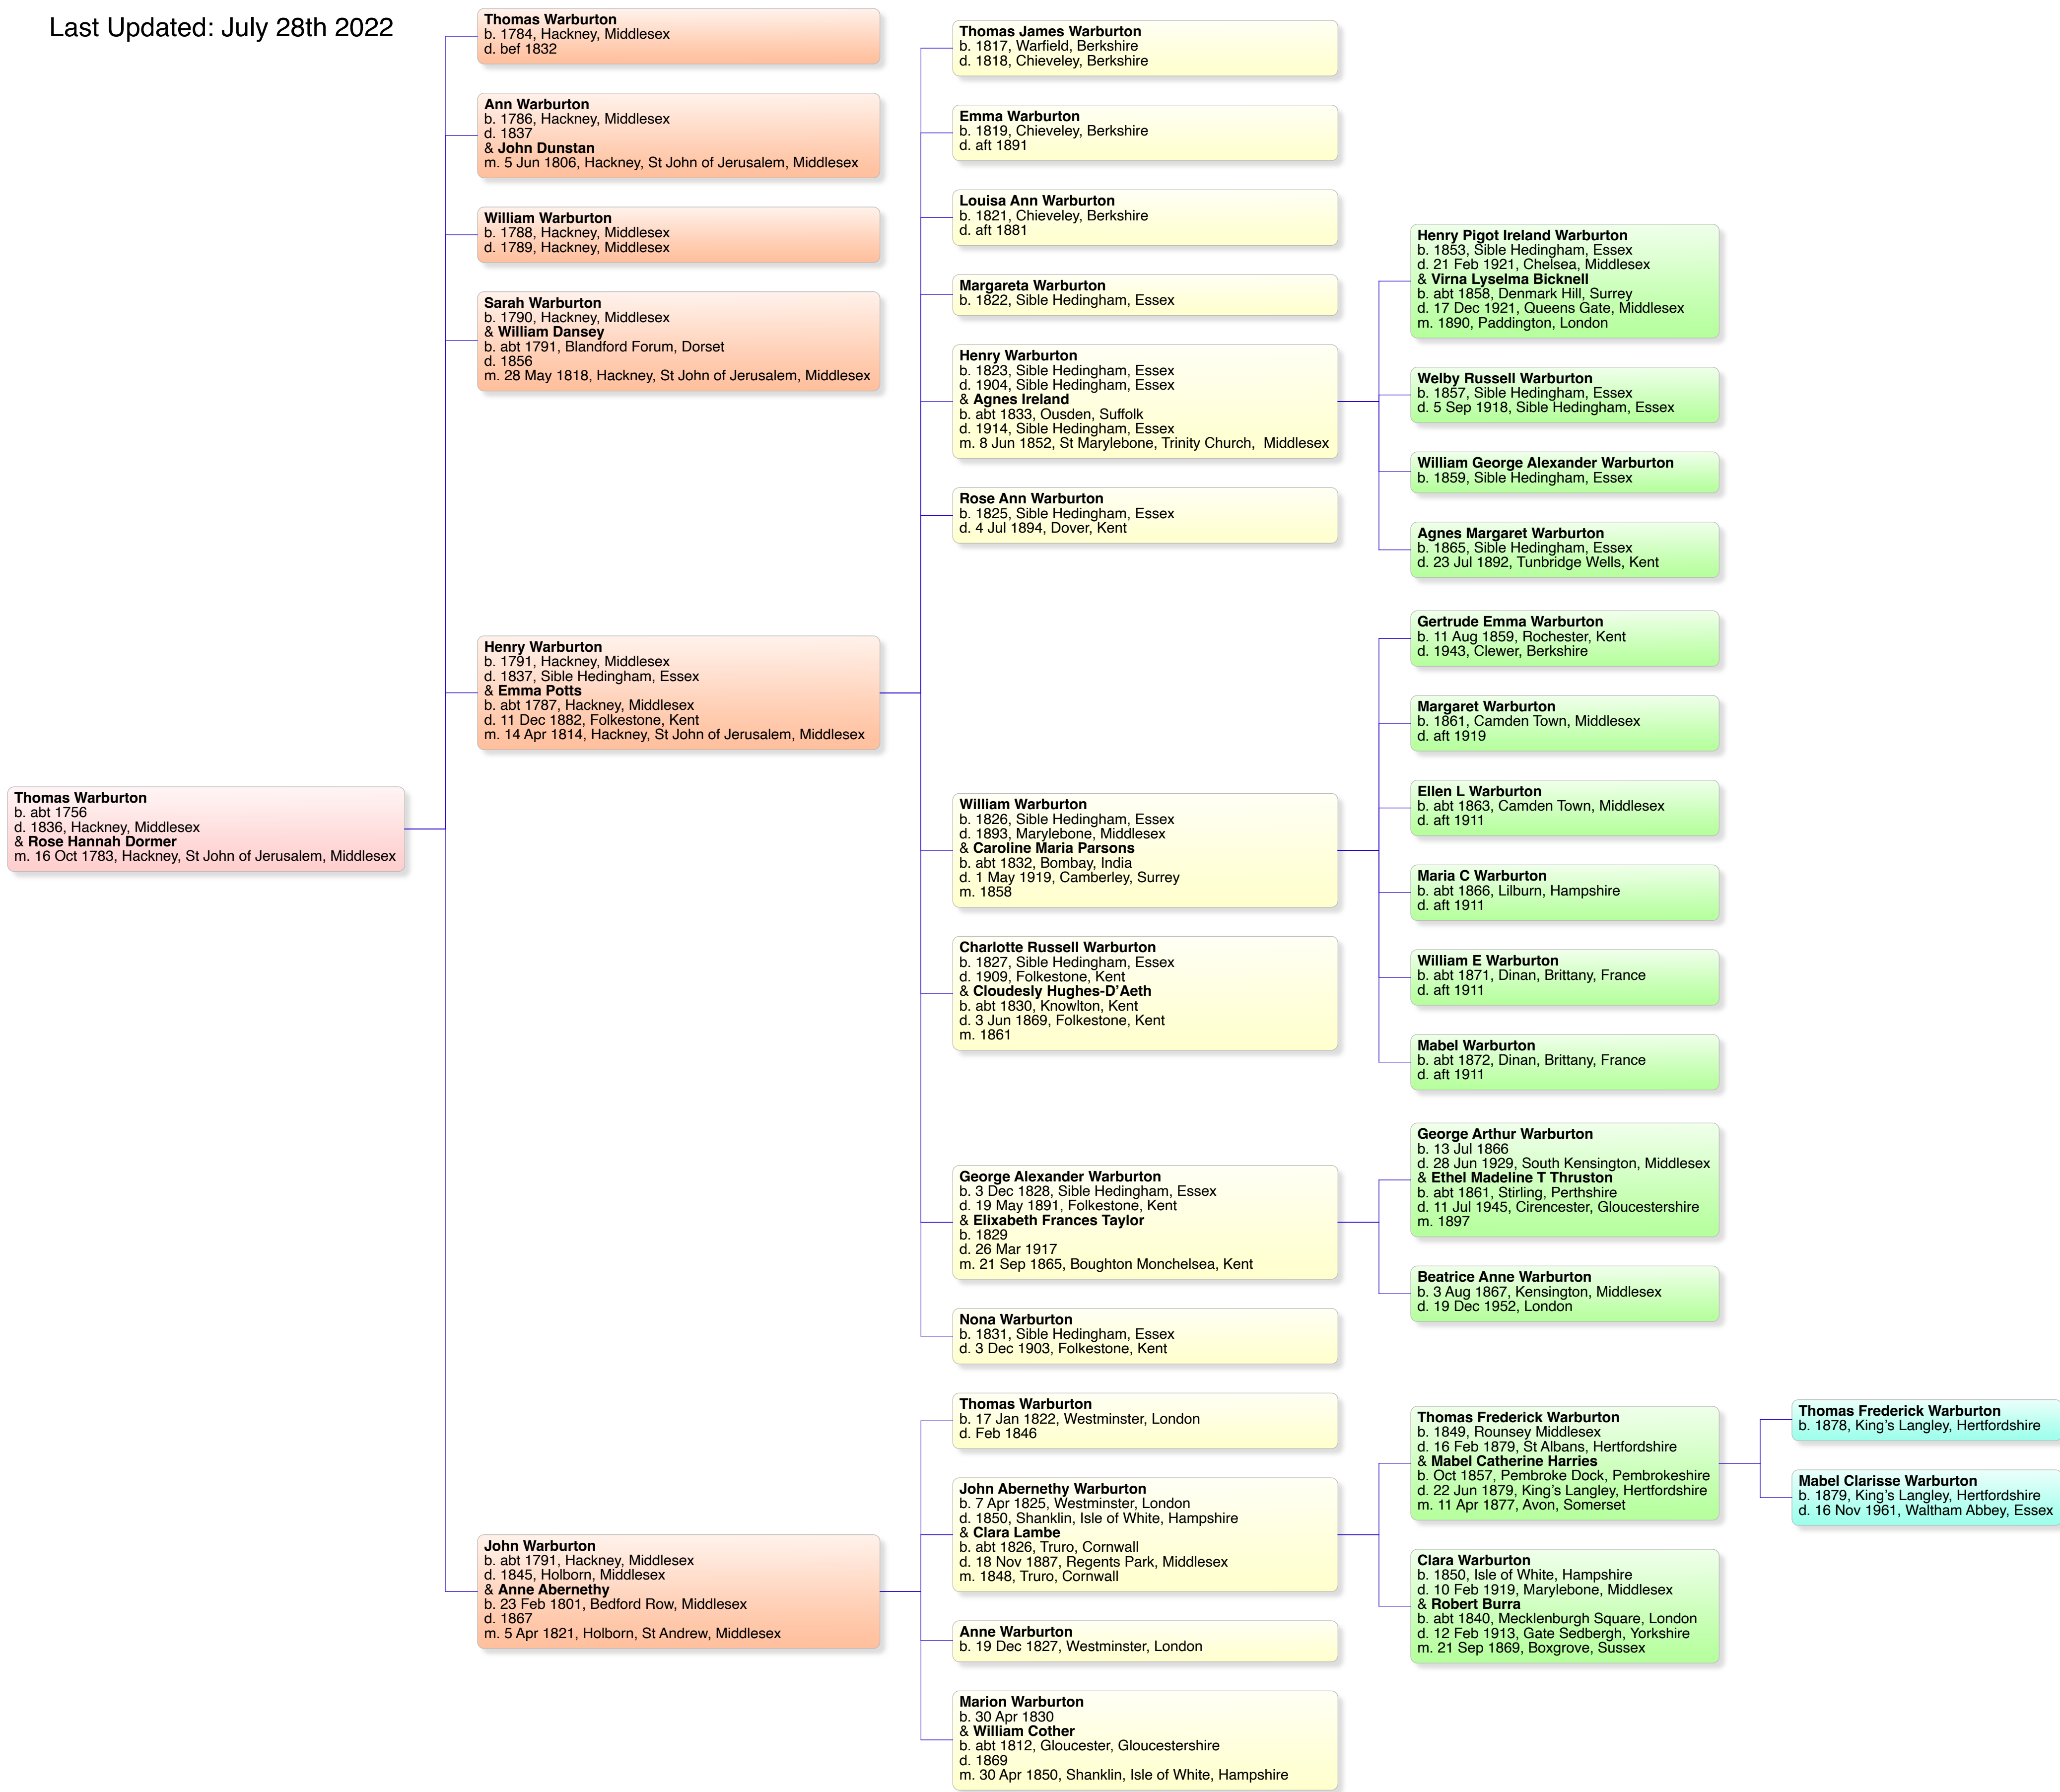 Last Updated: July 28th 2022
Thomas Warburton
b. abt 1756
d. 1836, Hackney, Middlesex
& Rose Hannah Dormer
m. 16 Oct 1783, Hackney, St John of Jerusalem, Middlesex
Thomas Warburton
b. 1784, Hackney, Middlesex
d. bef 1832
Ann Warburton
b. 1786, Hackney, Middlesex
d. 1837
& John Dunstan
m. 5 Jun 1806, Hackney, St John of Jerusalem, Middlesex
William Warburton
b. 1788, Hackney, Middlesex
d. 1789, Hackney, Middlesex
Sarah Warburton
b. 1790, Hackney, Middlesex
& William Dansey
b. abt 1791, Blandford Forum, Dorset
d. 1856
m. 28 May 1818, Hackney, St John of Jerusalem, Middlesex
Henry Warburton
b. 1791, Hackney, Middlesex
d. 1837, Sible Hedingham, Essex
& Emma Potts
b. abt 1787, Hackney, Middlesex
d. 11 Dec 1882, Folkestone, Kent
m. 14 Apr 1814, Hackney, St John of Jerusalem, Middlesex
John Warburton
b. abt 1791, Hackney, Middlesex
d. 1845, Holborn, Middlesex
& Anne Abernethy
b. 23 Feb 1801, Bedford Row, Middlesex
d. 1867
m. 5 Apr 1821, Holborn, St Andrew, Middlesex
Thomas James Warburton
b. 1817, Warfield, Berkshire
d. 1818, Chieveley, Berkshire
Emma Warburton
b. 1819, Chieveley, Berkshire
d. aft 1891
Louisa Ann Warburton
b. 1821, Chieveley, Berkshire
d. aft 1881
Margareta Warburton
b. 1822, Sible Hedingham, Essex
Henry Warburton
b. 1823, Sible Hedingham, Essex
d. 1904, Sible Hedingham, Essex
& Agnes Ireland
b. abt 1833, Ousden, Suffolk
d. 1914, Sible Hedingham, Essex
m. 8 Jun 1852, St Marylebone, Trinity Church, Middlesex
Rose Ann Warburton
b. 1825, Sible Hedingham, Essex
d. 4 Jul 1894, Dover, Kent
William Warburton
b. 1826, Sible Hedingham, Essex
d. 1893, Marylebone, Middlesex
& Caroline Maria Parsons
b. abt 1832, Bombay, India
d. 1 May 1919, Camberley, Surrey
m. 1858
Charlotte Russell Warburton
b. 1827, Sible Hedingham, Essex
d. 1909, Folkestone, Kent
& Cloudesly Hughes-D'Aeth
b. abt 1830, Knowlton, Kent
d. 3 Jun 1869, Folkestone, Kent
m. 1861
George Alexander Warburton
b. 3 Dec 1828, Sible Hedingham, Essex
d. 19 May 1891, Folkestone, Kent
& Elixabeth Frances Taylor
b. 1829
d. 26 Mar 1917
m. 21 Sep 1865, Boughton Monchelsea, Kent
Nona Warburton
b. 1831, Sible Hedingham, Essex
d. 3 Dec 1903, Folkestone, Kent
Thomas Warburton
b. 17 Jan 1822, Westminster, London
d. Feb 1846
John Abernethy Warburton
b. 7 Apr 1825, Westminster, London
d. 1850, Shanklin, Isle of White, Hampshire
& Clara Lambe
b. abt 1826, Truro, Cornwall
d. 18 Nov 1887, Regents Park, Middlesex
m. 1848, Truro, Cornwall
Anne Warburton
b. 19 Dec 1827, Westminster, London
Marion Warburton
b. 30 Apr 1830
& William Cother
b. abt 1812, Gloucester, Gloucestershire
d. 1869
m. 30 Apr 1850, Shanklin, Isle of White, Hampshire
Henry Pigot Ireland Warburton
b. 1853, Sible Hedingham, Essex
d. 21 Feb 1921, Chelsea, Middlesex
& Virna Lyselma Bicknell
b. abt 1858, Denmark Hill, Surrey
d. 17 Dec 1921, Queens Gate, Middlesex
m. 1890, Paddington, London
Welby Russell Warburton
b. 1857, Sible Hedingham, Essex
d. 5 Sep 1918, Sible Hedingham, Essex
William George Alexander Warburton
b. 1859, Sible Hedingham, Essex
Agnes Margaret Warburton
b. 1865, Sible Hedingham, Essex
d. 23 Jul 1892, Tunbridge Wells, Kent
Gertrude Emma Warburton
b. 11 Aug 1859, Rochester, Kent
d. 1943, Clewer, Berkshire
Margaret Warburton
b. 1861, Camden Town, Middlesex
d. aft 1919
Ellen L Warburton
b. abt 1863, Camden Town, Middlesex
d. aft 1911
Maria C Warburton
b. abt 1866, Lilburn, Hampshire
d. aft 1911
William E Warburton
b. abt 1871, Dinan, Brittany, France
d. aft 1911
Mabel Warburton
b. abt 1872, Dinan, Brittany, France
d. aft 1911
George Arthur Warburton
b. 13 Jul 1866
d. 28 Jun 1929, South Kensington, Middlesex
& Ethel Madeline T Thruston
b. abt 1861, Stirling, Perthshire
d. 11 Jul 1945, Cirencester, Gloucestershire
m. 1897
Beatrice Anne Warburton
b. 3 Aug 1867, Kensington, Middlesex
d. 19 Dec 1952, London
Thomas Frederick Warburton
b. 1849, Rounsey Middlesex
d. 16 Feb 1879, St Albans, Hertfordshire
& Mabel Catherine Harries
b. Oct 1857, Pembroke Dock, Pembrokeshire
d. 22 Jun 1879, King's Langley, Hertfordshire
m. 11 Apr 1877, Avon, Somerset
Clara Warburton
b. 1850, Isle of White, Hampshire
d. 10 Feb 1919, Marylebone, Middlesex
& Robert Burra
b. abt 1840, Mecklenburgh Square, London
d. 12 Feb 1913, Gate Sedbergh, Yorkshire
m. 21 Sep 1869, Boxgrove, Sussex
Thomas Frederick Warburton
b. 1878, King's Langley, Hertfordshire
Mabel Clarisse Warburton
b. 1879, King's Langley, Hertfordshire
d. 16 Nov 1961, Waltham Abbey, Essex